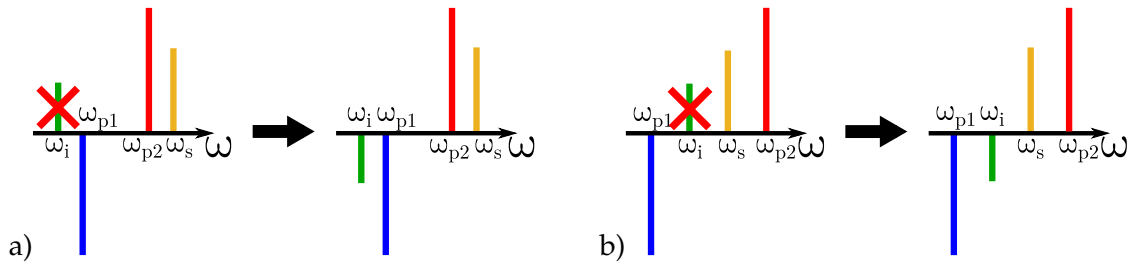 ω_p1
ω_i ω_p2 ω_s ω
ω_i ω_p1
ω_p2 ω_s ω
a)
ω_p1
ω_i ω_s ω_p2 ω
ω_p1 ω_i
ω_s ω_p2 ω
b)